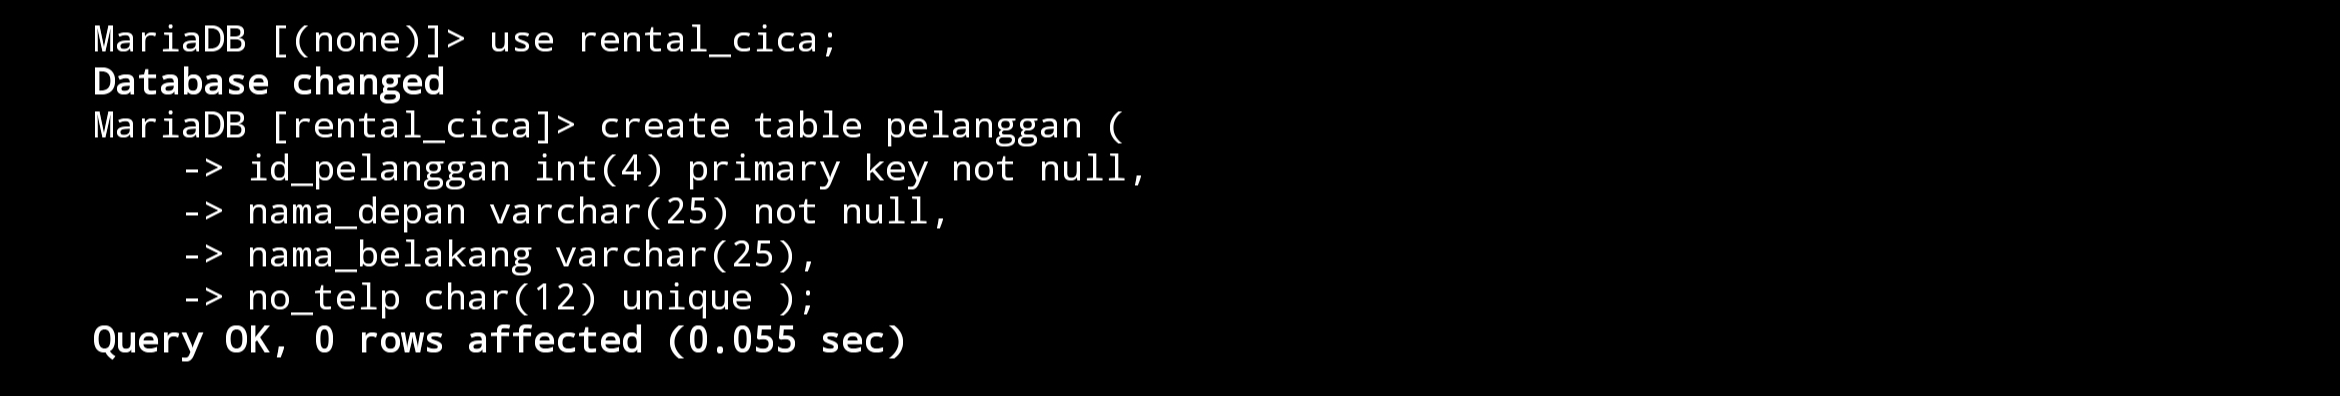 MariaDB [(none)]> use rental_cica;
Database changed
MariaDB [rental_cica]> create table pelanggan (
    -> id_pelanggan int(4) primary key not null,
    -> nama_depan varchar(25) not null,
    -> nama_belakang varchar(25),
    -> no_telp char(12) unique );
Query OK, 0 rows affected (0.055 sec)